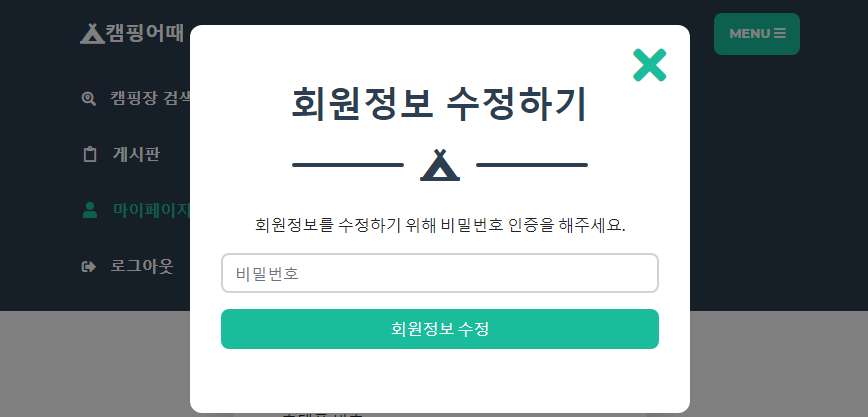 캠핑어때
MENU
캠핑장 검색
게시판
마이페이지
로그아웃
회원정보 수정하기
회원정보를 수정하기 위해 비밀번호 인증을 해주세요.
비밀번호
회원정보 수정